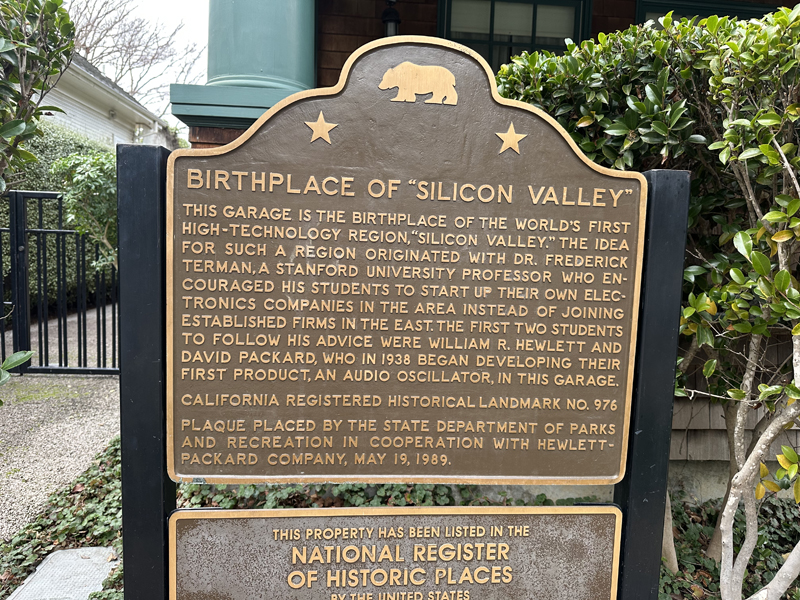 BIRTHPLACE OF "SILICON VALLEY"
THIS GARAGE IS THE BIRTHPLACE OF THE WORLD'S FIRST
HIGH-TECHNOLOGY REGION, "SILICON VALLEY." THE IDEA
FOR SUCH A REGION ORIGINATED WITH DR. FREDERICK
TERMAN, A STANFORD UNIVERSITY PROFESSOR WHO EN-
COURAGED HIS STUDENTS TO START UP THEIR OWN ELEC-
TRONICS COMPANIES IN THE AREA INSTEAD OF JOINING
ESTABLISHED FIRMS IN THE EAST. THE FIRST TWO STUDENTS
TO FOLLOW HIS ADVICE WERE WILLIAM R. HEWLETT AND
DAVID PACKARD, WHO IN 1938 BEGAN DEVELOPING THEIR
FIRST PRODUCT, AN AUDIO OSCILLATOR, IN THIS GARAGE.
CALIFORNIA REGISTERED HISTORICAL LANDMARK NO. 976
PLAQUE PLACED BY THE STATE DEPARTMENT OF PARKS
AND RECREATION IN COOPERATION WITH HEWLETT-
PACKARD COMPANY, MAY 19, 1989.
THIS PROPERTY HAS BEEN LISTED IN THE
NATIONAL REGISTER
OF HISTORIC PLACES
BY THE UNITED STATES